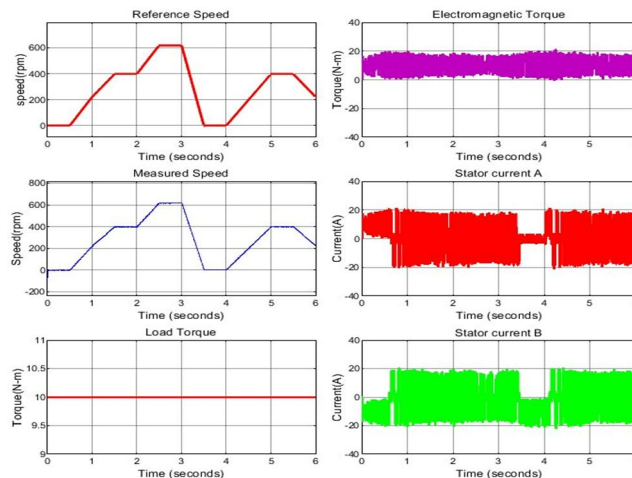 Reference Speed
speed(rpm)
600
400
200
0
0 1 2 3 4 5 6
Time (seconds)
Electromagnetic Torque
Torque(N-m)
40
20
0
-20
-40
0 1 2 3 4 5
Time (seconds)
Measured Speed
Speed(rpm)
800
600
400
200
0
-200
0 1 2 3 4 5 6
Time (seconds)
Stator current A
Current(A)
40
20
0
-20
-40
0 1 2 3 4 5
Time (seconds)
Load Torque
Torque(N-m)
11
10.5
10
9.5
9
0 1 2 3 4 5 6
Time (seconds)
Stator current B
Current(A)
40
20
0
-20
-40
0 1 2 3 4 5
Time (seconds)